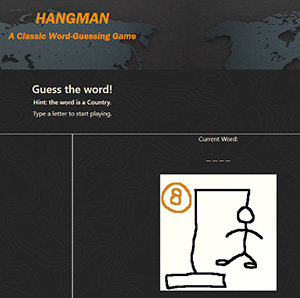 HANGMAN
A Classic Word-Guessing Game
Guess the word!
Hint: the word is a Country.
Type a letter to start playing.
Current Word:
_ _ _ _
8